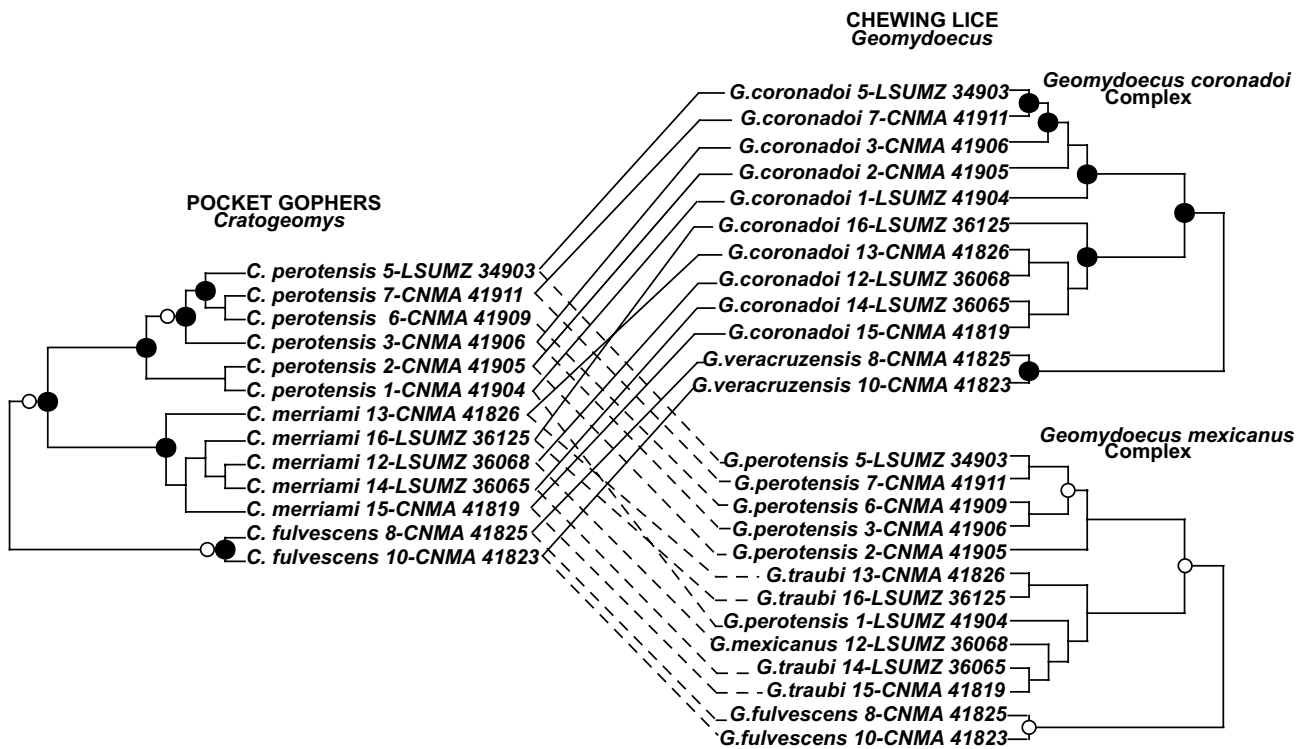 CHEWING LICE
Geomydoecus
Geomydoecus coronadoi
Complex
G.coronadoi 5-LSUMZ 34903
G.coronadoi 7-CNMA 41911
G.coronadoi 3-CNMA 41906
G.coronadoi 2-CNMA 41905
G.coronadoi 1-LSUMZ 41904
G.coronadoi 16-LSUMZ 36125
G.coronadoi 13-CNMA 41826
G.coronadoi 12-LSUMZ 36068
G.coronadoi 14-LSUMZ 36065
G.coronadoi 15-CNMA 41819
G.veracruzensis 8-CNMA 41825
G.veracruzensis 10-CNMA 41823
POCKET GOPHERS
Cratogeomys
C. perotensis 5-LSUMZ 34903
C. perotensis 7-CNMA 41911
C. perotensis 6-CNMA 41909
C. perotensis 3-CNMA 41906
C. perotensis 2-CNMA 41905
C. perotensis 1-CNMA 41904
C. merriami 13-CNMA 41826
C. merriami 16-LSUMZ 36125
C. merriami 12-LSUMZ 36068
C. merriami 14-LSUMZ 36065
C. merriami 15-CNMA 41819
C. fulvescens 8-CNMA 41825
C. fulvescens 10-CNMA 41823
Geomydoecus mexicanus
Complex
G.perotensis 5-LSUMZ 34903
G.perotensis 7-CNMA 41911
G.perotensis 6-CNMA 41909
G.perotensis 3-CNMA 41906
G.perotensis 2-CNMA 41905
G.traubi 13-CNMA 41826
G.traubi 16-LSUMZ 36125
G.perotensis 1-LSUMZ 41904
G.mexicanus 12-LSUMZ 36068
G.traubi 14-LSUMZ 36065
G.traubi 15-CNMA 41819
G.fulvescens 8-CNMA 41825
G.fulvescens 10-CNMA 41823